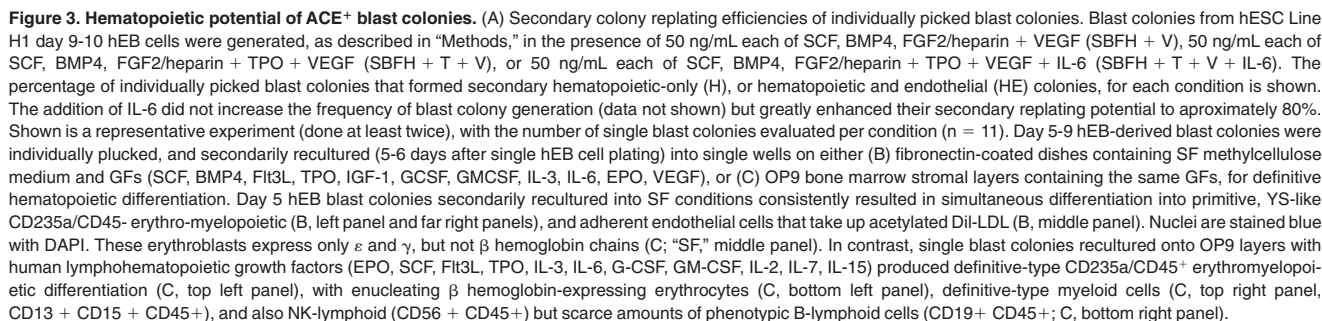 Figure 3. Hematopoietic potential of ACE+ blast colonies. (A) Secondary colony replating efficiencies of individually picked blast colonies. Blast colonies from hESC Line
H1 day 9-10 hEB cells were generated, as described in “Methods,” in the presence of 50 ng/mL each of SCF, BMP4, FGF2/heparin + VEGF (SBFH + V), 50 ng/mL each of
SCF, BMP4, FGF2/heparin + TPO + VEGF (SBFH + T + V), or 50 ng/mL each of SCF, BMP4, FGF2/heparin + TPO + VEGF + IL-6 (SBFH + T + V + IL-6). The
percentage of individually picked blast colonies that formed secondary hematopoietic-only (H), or hematopoietic and endothelial (HE) colonies, for each condition is shown.
The addition of IL-6 did not increase the frequency of blast colony generation (data not shown) but greatly enhanced their secondary replating potential to aproximately 80%.
Shown is a representative experiment (done at least twice), with the number of single blast colonies evaluated per condition (n = 11). Day 5-9 hEB-derived blast colonies were
individually plucked, and secondarily recultured (5-6 days after single hEB cell plating) into single wells on either (B) fibronectin-coated dishes containing SF methylcellulose
medium and GFs (SCF, BMP4, Flt3L, TPO, IGF-1, GCSF, GMCSF, IL-3, IL-6, EPO, VEGF), or (C) OP9 bone marrow stromal layers containing the same GFs, for definitive
hematopoietic differentiation. Day 5 hEB blast colonies secondarily recultured into SF conditions consistently resulted in simultaneous differentiation into primitive, YS-like
CD235a/CD45- erythro-myelopoietic (B, left panel and far right panels), and adherent endothelial cells that take up acetylated DiI-LDL (B, middle panel). Nuclei are stained blue
with DAPI. These erythroblasts express only ε and γ, but not β hemoglobin chains (C; “SF,” middle panel). In contrast, single blast colonies recultured onto OP9 layers with
human lymphohematopoietic growth factors (EPO, SCF, Flt3L, TPO, IL-3, IL-6, G-CSF, GM-CSF, IL-2, IL-7, IL-15) produced definitive-type CD235a/CD45+ erythromyelopoi-
etic differentiation (C, top left panel), with enucleating β hemoglobin-expressing erythrocytes (C, bottom left panel), definitive-type myeloid cells (C, top right panel,
CD13 + CD15 + CD45+), and also NK-lymphoid (CD56 + CD45+) but scarce amounts of phenotypic B-lymphoid cells (CD19+ CD45+; C, bottom right panel).